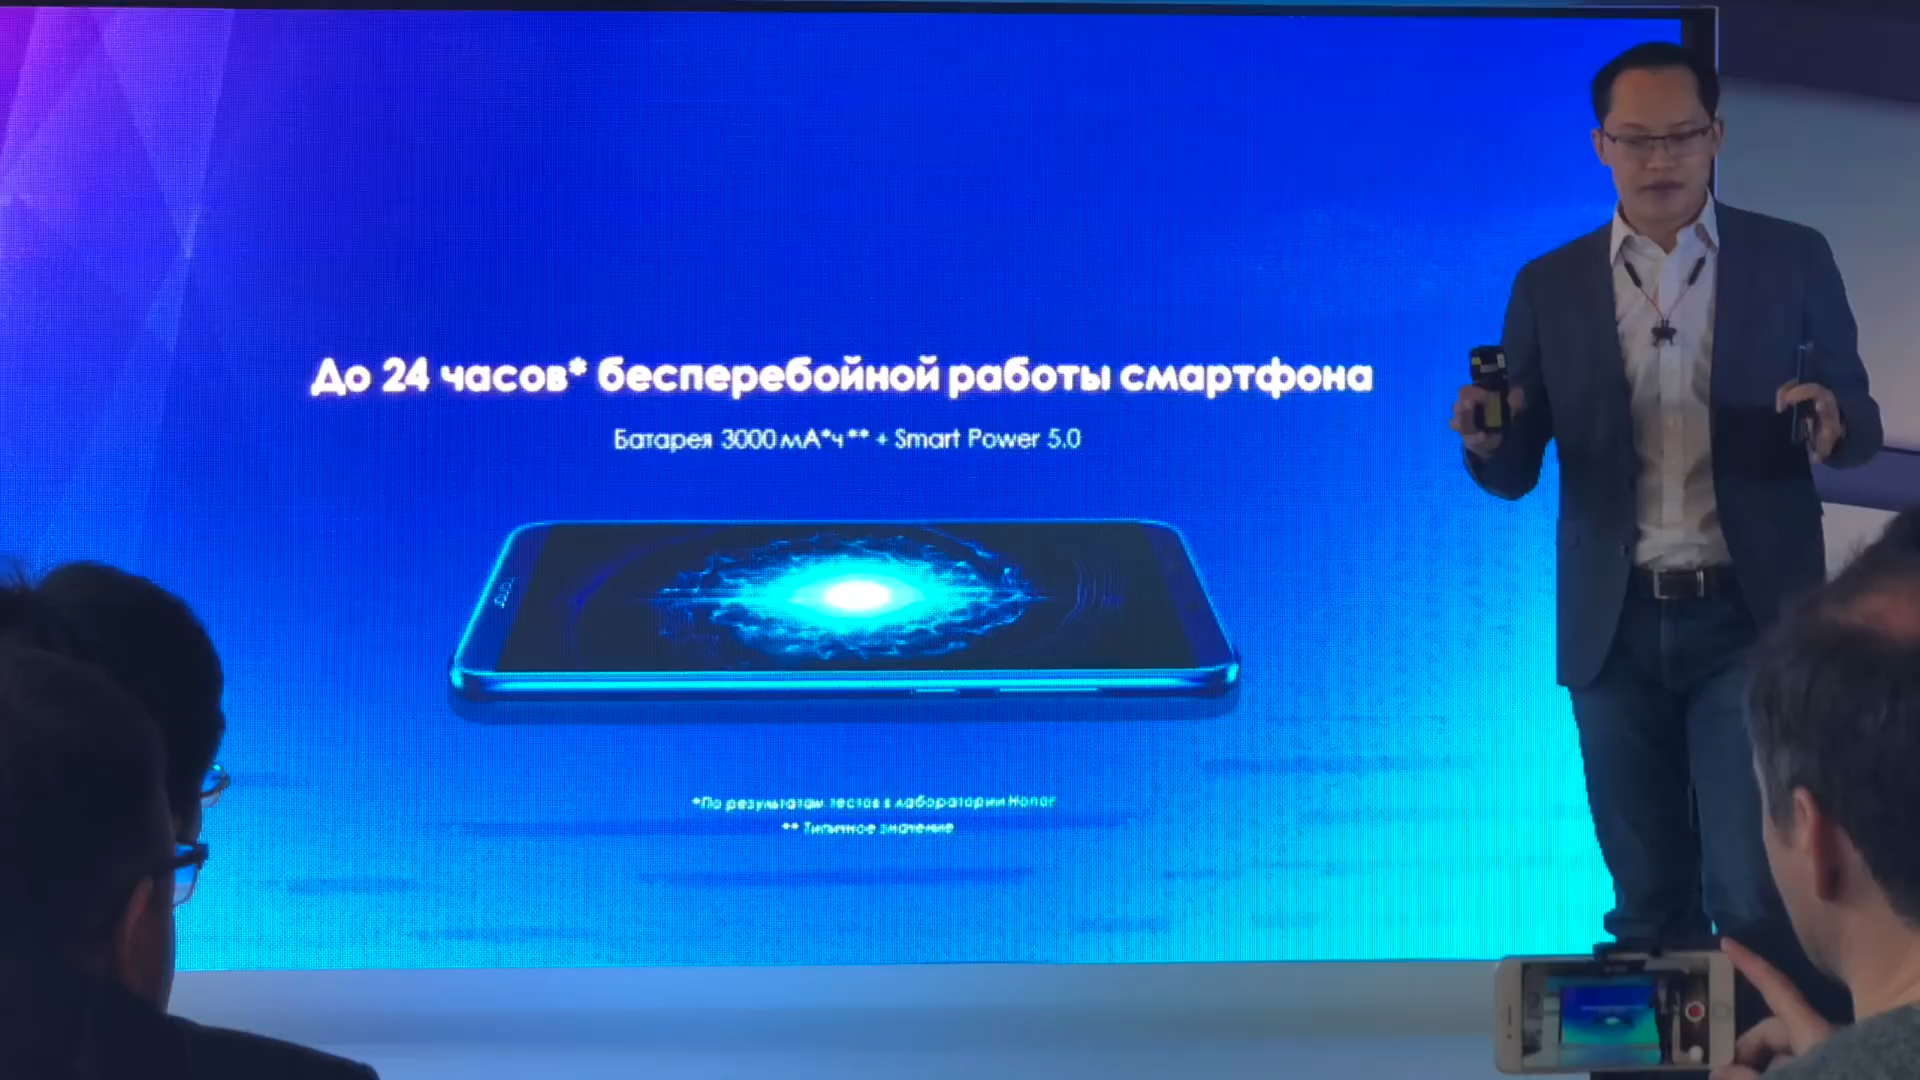 До 24 часов* бесперебойной работы смартфона
Батарея 3000 мА*ч** + Smart Power 5.0
honor
*По результатам тестов в лаборатории Honor
** Типичное значение